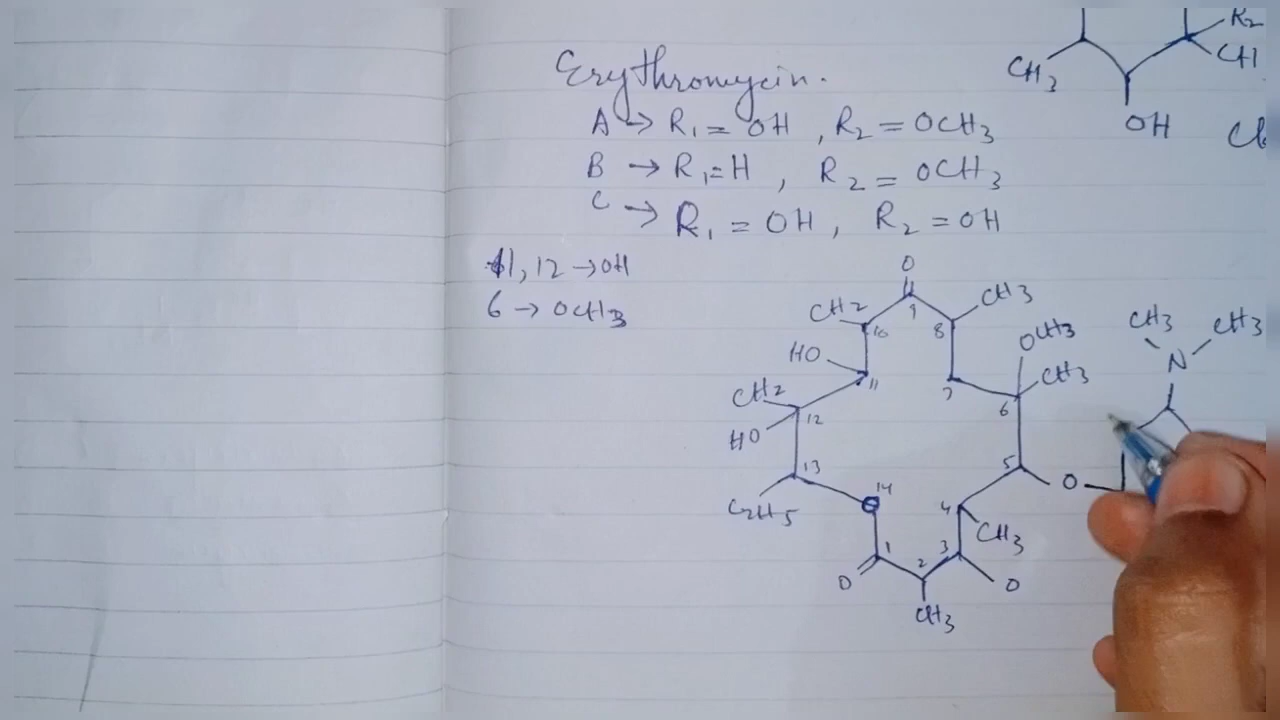 R2
CH3
CH
OH
Erythromycin.
A → R1 = OH , R2 = OCH3
B → R1 = H , R2 = OCH3
C → R1 = OH , R2 = OH
11, 12 → OH
6 → OCH3
O
9
CH3
CH3
10
8
OCH3
CH3
CH3
N
HO
11
7
CH3
6
CH3
12
HO
13
5
O
C2H5
14
4
CH3
1
2
3
O
O
CH3